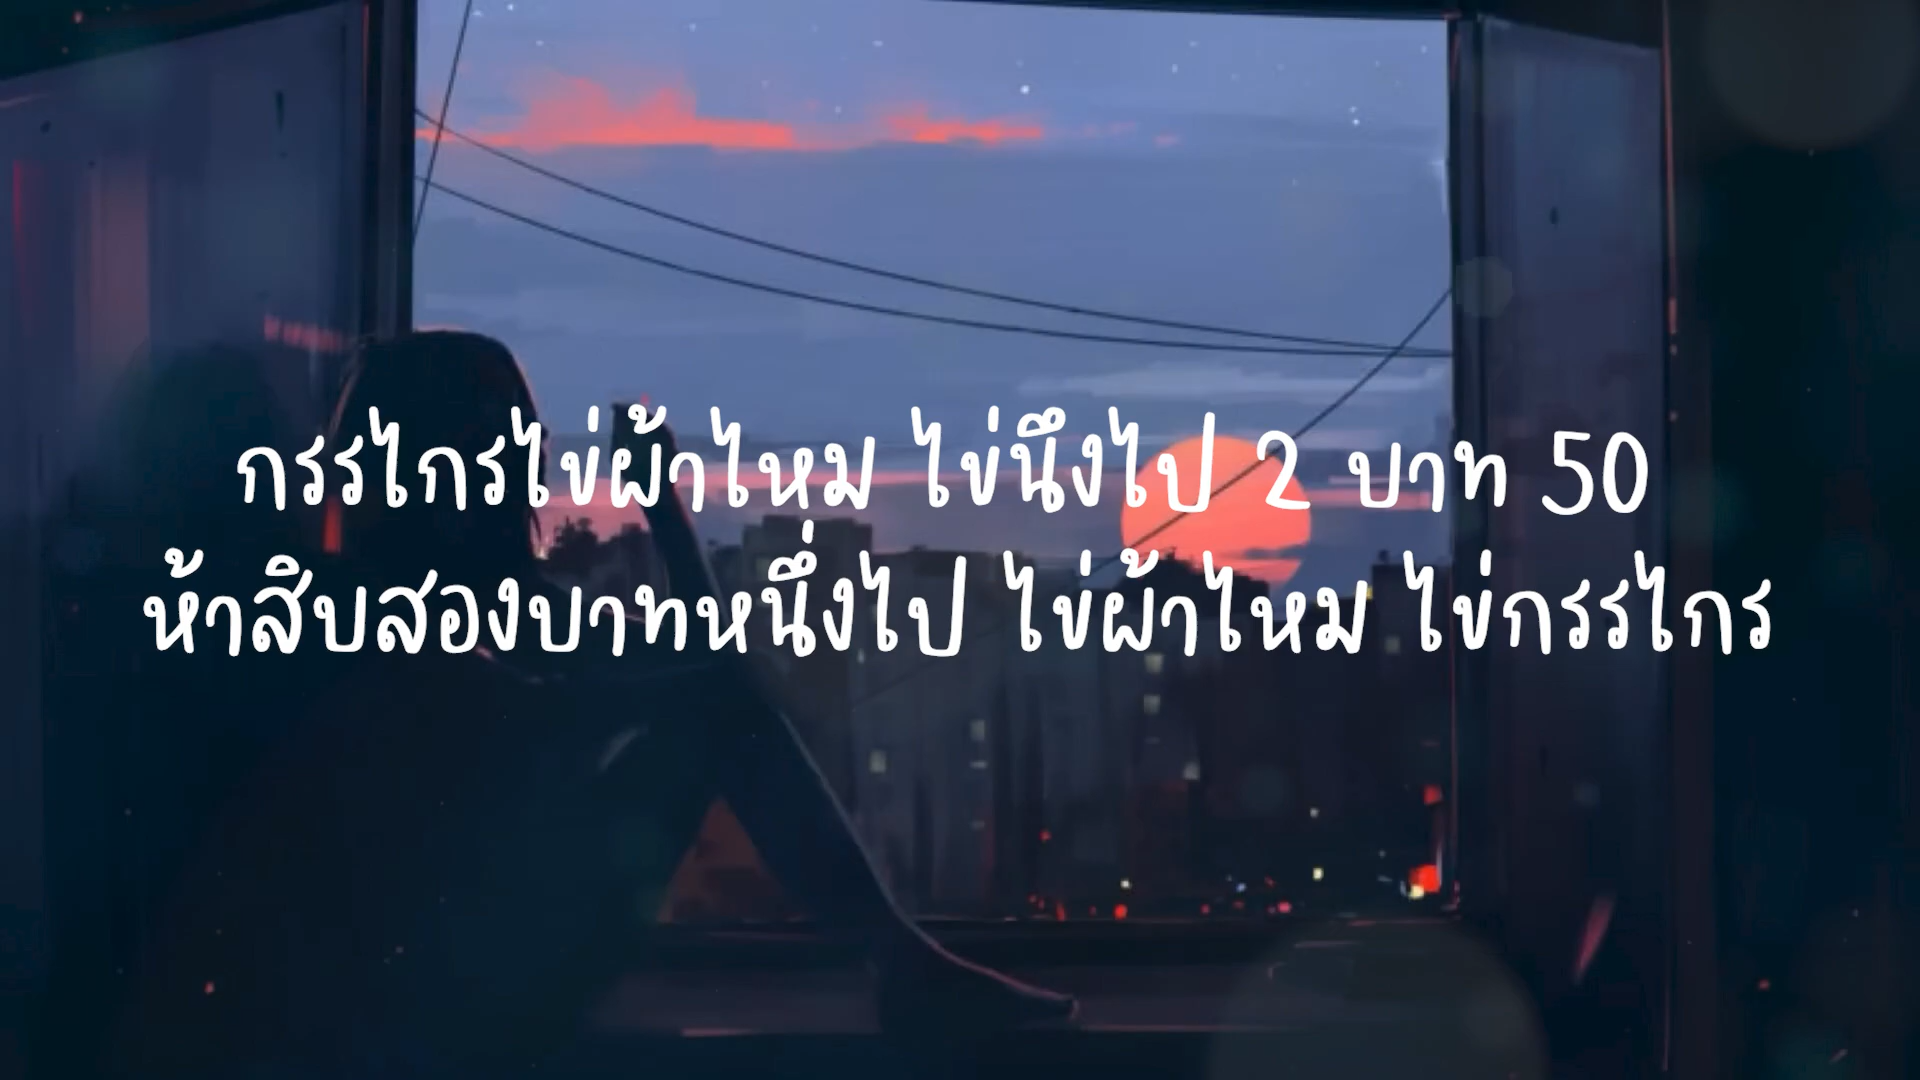 กรรไกรไข่ผ้าไหม ไข่นึงไป 2 บาท 50
ห้าสิบสองบาทหนึ่งไป ไข่ผ้าไหม ไข่กรรไกร